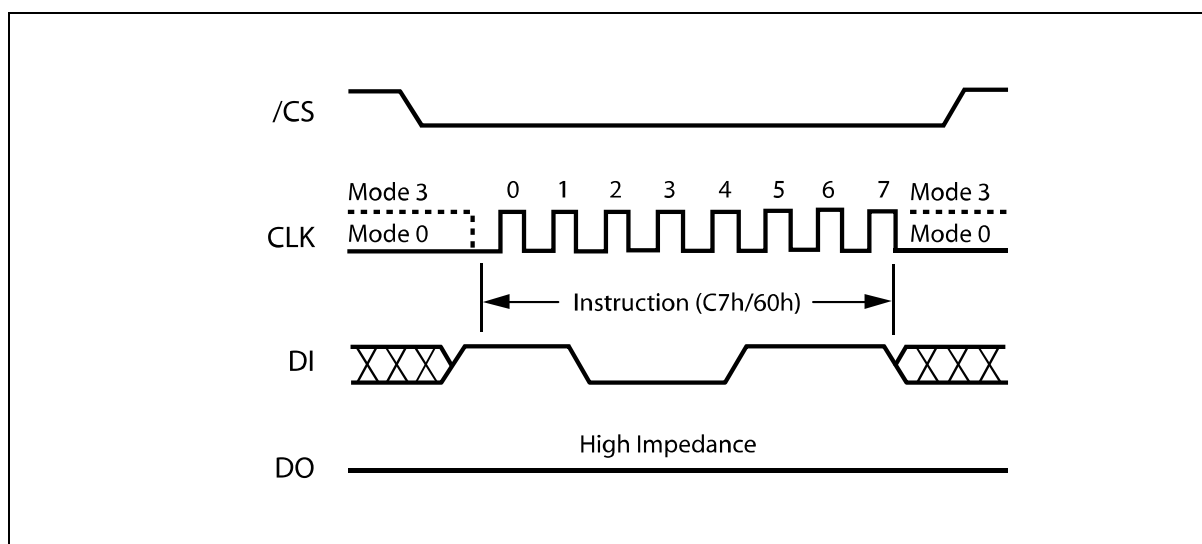 /CS
0 1 2 3 4 5 6 7
Mode 3 Mode 3
CLK
Mode 0 Mode 0
Instruction (C7h/60h)
DI
High Impedance
DO